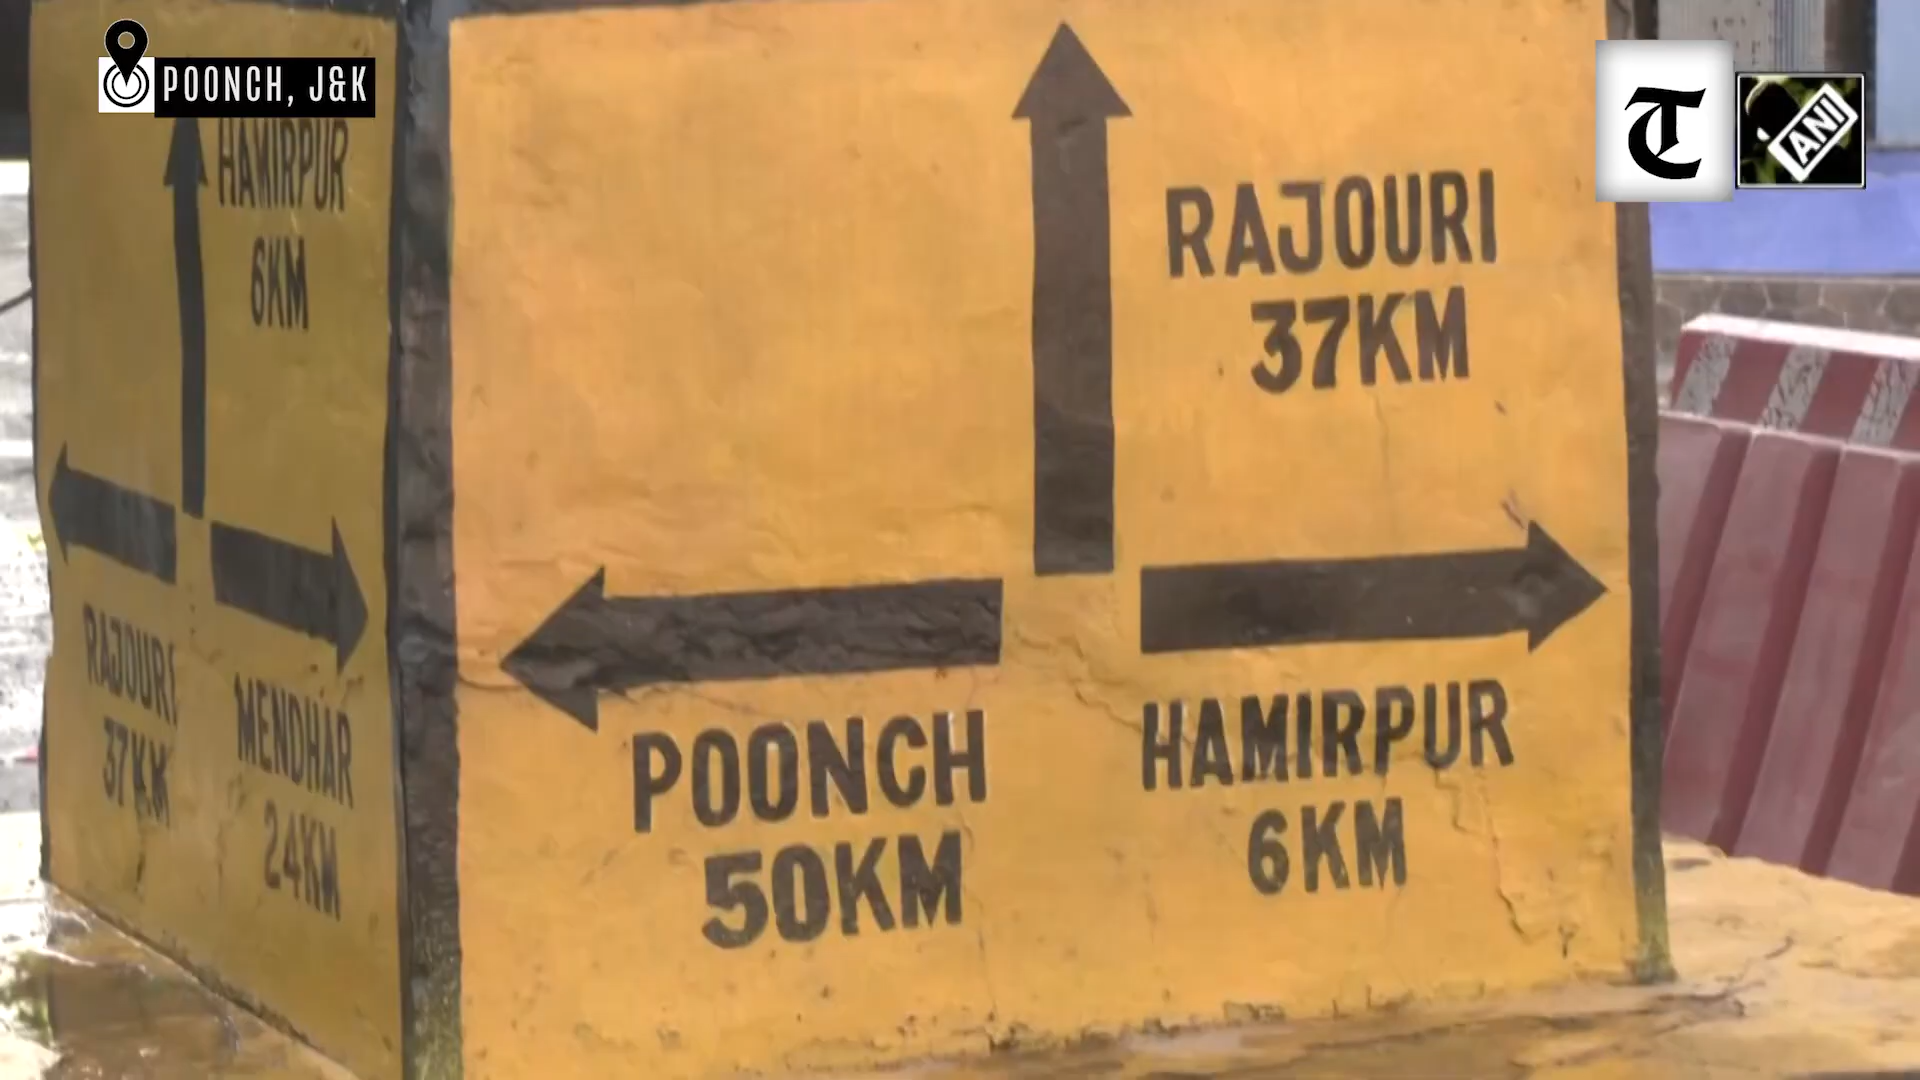 POONCH, J&K
T
ANI
HAMIRPUR
6KM
RAJOURI
37KM
MENDHAR
24KM
RAJOURI
37KM
POONCH
50KM
HAMIRPUR
6KM